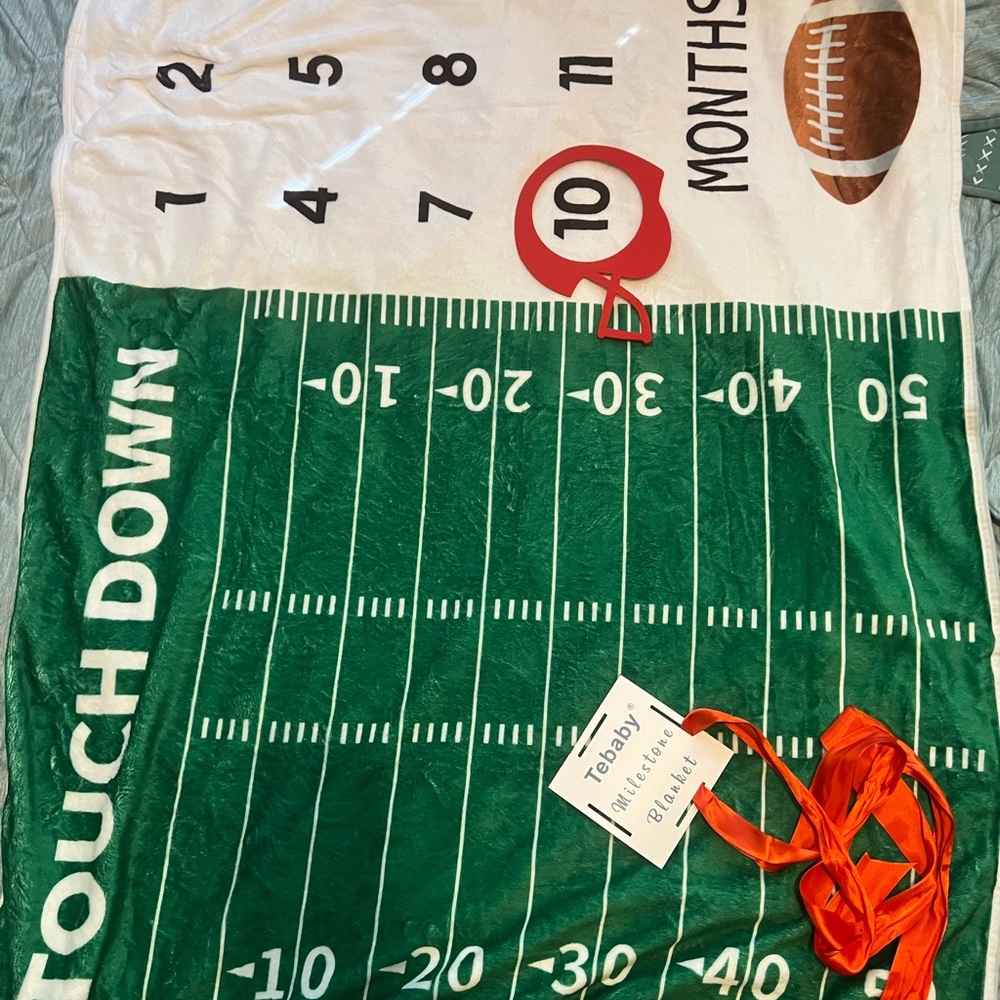 2 5 8 11
1 4 7 10
MONTHS
TOUCH DOWN
10 20 30 40 50
10 20 30 40
Tebaby®
Milestone
Blanket